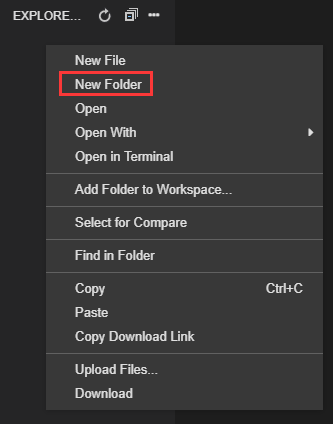 EXPLORE...
New File
New Folder
Open
Open With
Open in Terminal
Add Folder to Workspace...
Select for Compare
Find in Folder
Copy Ctrl+C
Paste
Copy Download Link
Upload Files...
Download